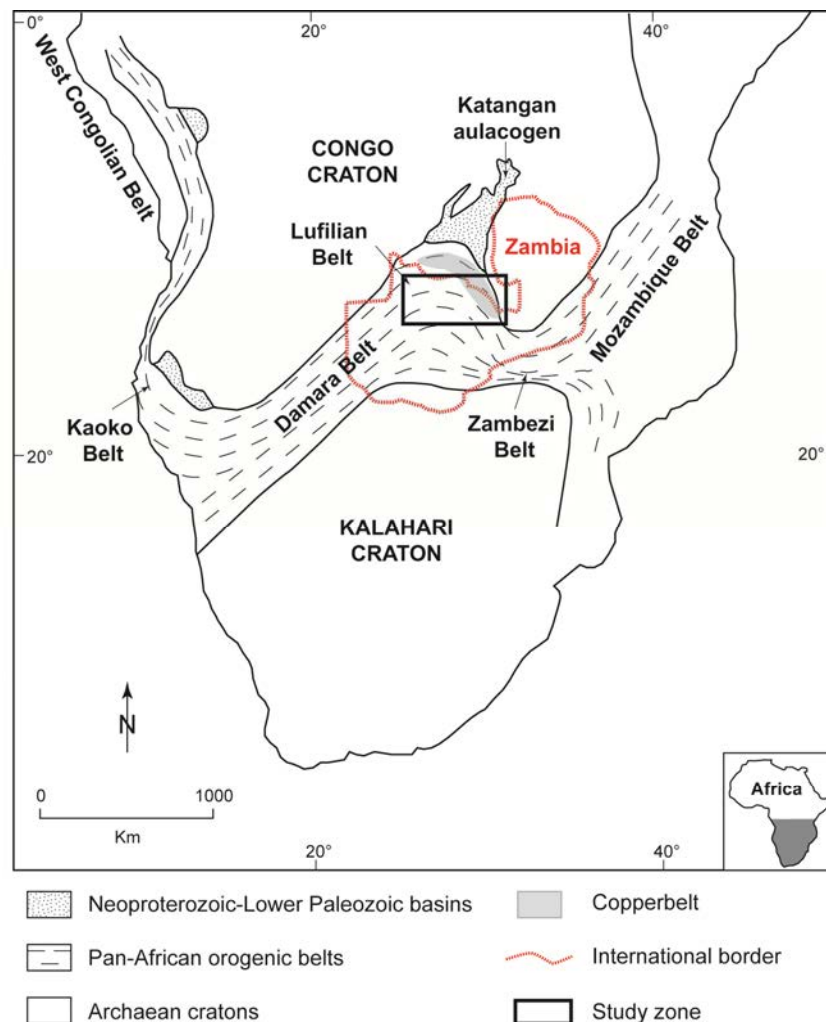 0°
20°
40°
West Congolian Belt
Katangan
aulacogen
CONGO
CRATON
Lufilian
Belt
Zambia
Mozambique Belt
Damara Belt
Kaoko
Belt
Zambezi
Belt
20°
20°
KALAHARI
CRATON
N
0
1000
Km
Africa
20°
40°
Neoproterozoic-Lower Paleozoic basins
Copperbelt
Pan-African orogenic belts
International border
Archaean cratons
Study zone